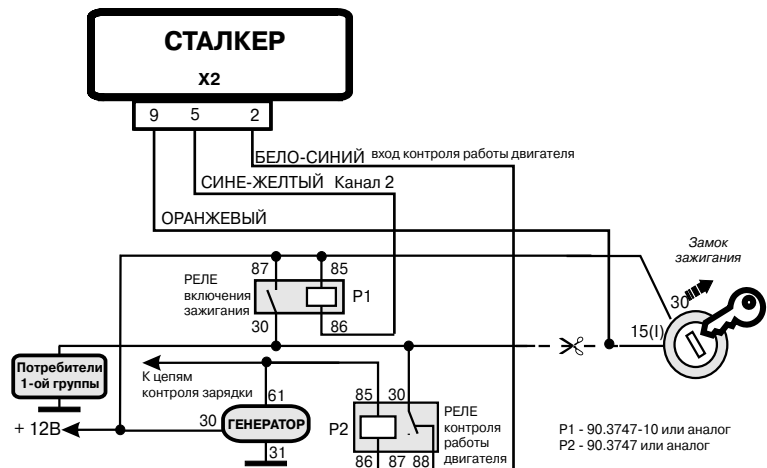 СТАЛКЕР
X2
9 5 2
БЕЛО-СИНИЙ вход контроля работы двигателя
СИНЕ-ЖЕЛТЫЙ Канал 2
ОРАНЖЕВЫЙ
Замок
зажигания
87 85
РЕЛЕ
включения
зажигания
P1
30 86
30
15(I)
Потребители
1-ой группы
К цепям
контроля зарядки
61
85 30
+ 12В
30
ГЕНЕРАТОР
31
P2
РЕЛЕ
контроля
работы
двигателя
86 87 88
P1 - 90.3747-10 или аналог
P2 - 90.3747 или аналог